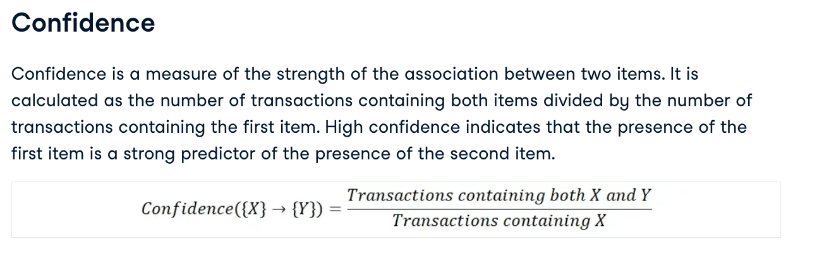 Confidence
Confidence is a measure of the strength of the association between two items. It is
calculated as the number of transactions containing both items divided by the number of
transactions containing the first item. High confidence indicates that the presence of the
first item is a strong predictor of the presence of the second item.
Confidence({X} → {Y}) = Transactions containing both X and Y / Transactions containing X